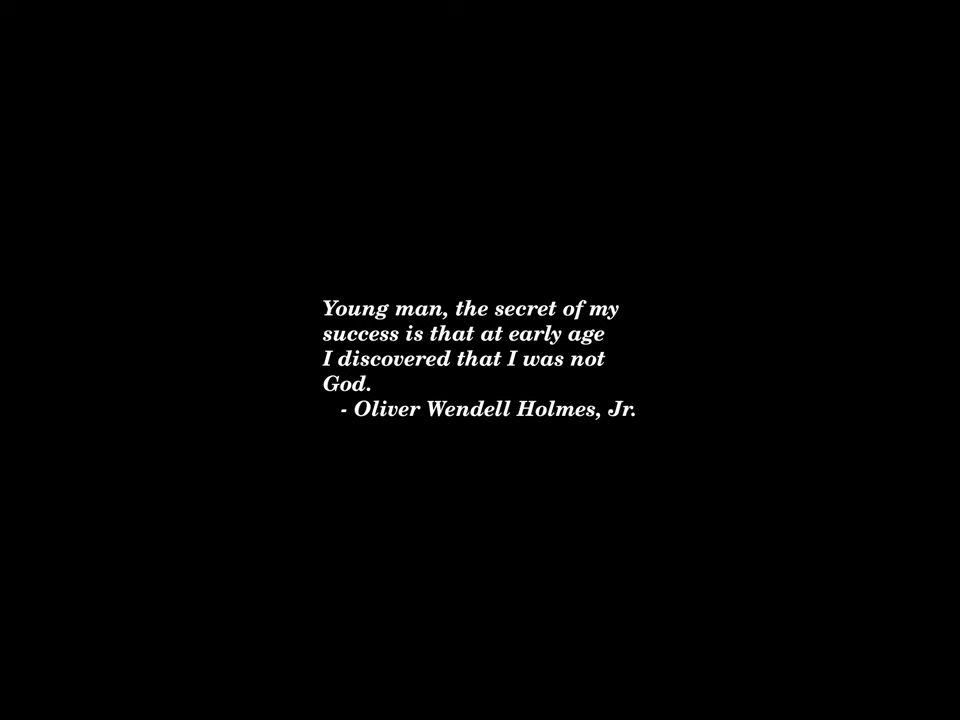 Young man, the secret of my
success is that at early age
I discovered that I was not
God.
- Oliver Wendell Holmes, Jr.